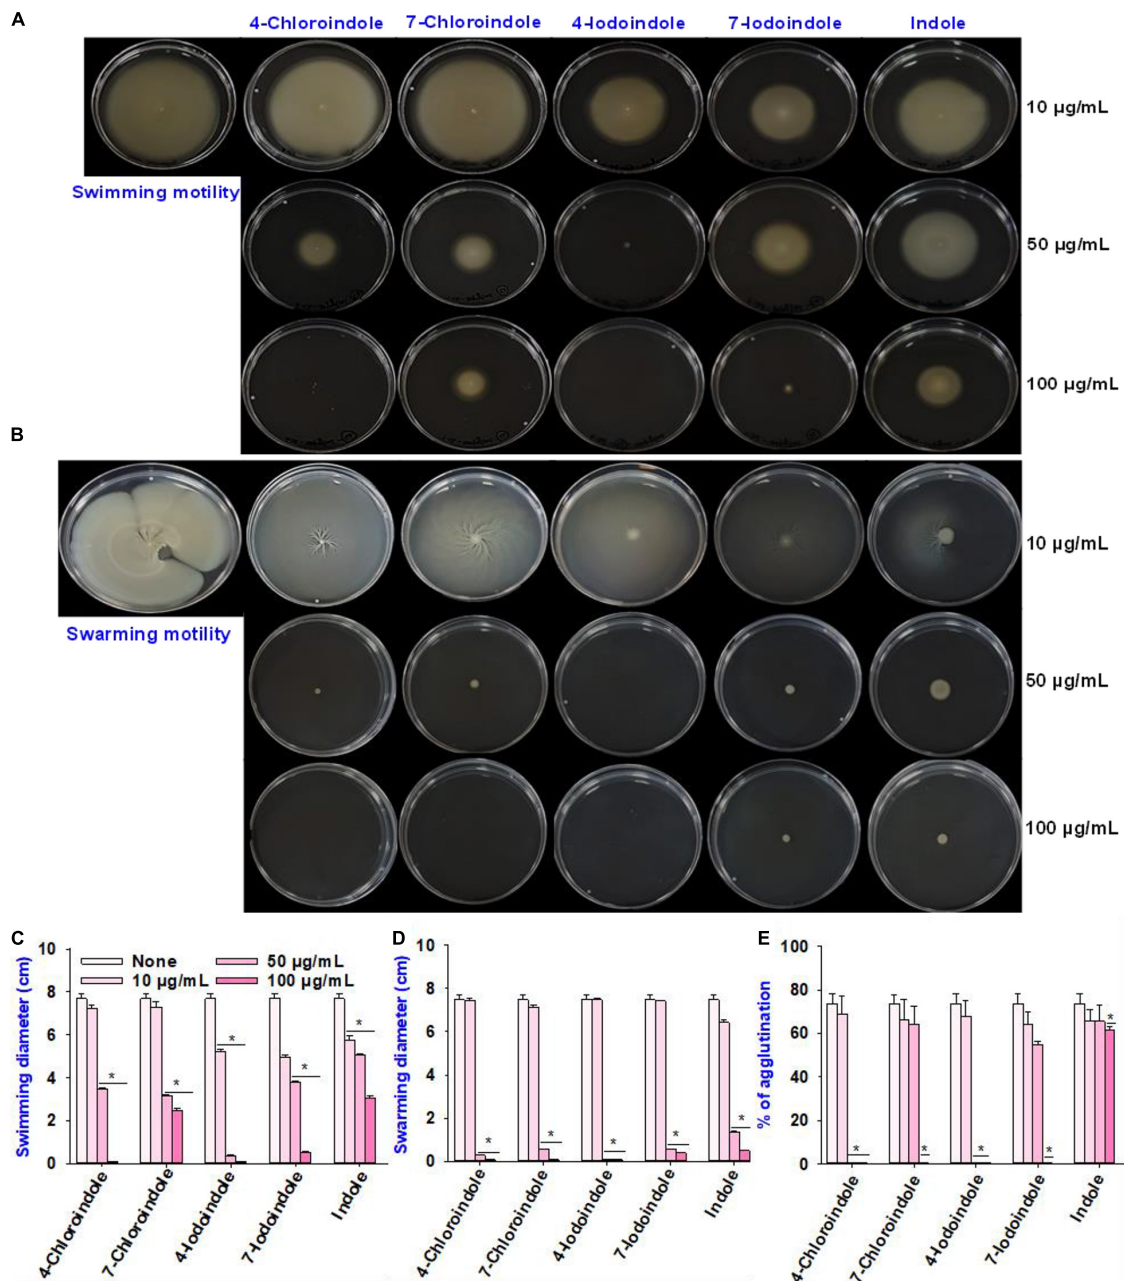 A
4-Chloroindole 7-Chloroindole 4-Iodoindole 7-Iodoindole Indole
10 µg/mL
Swimming motility
50 µg/mL
100 µg/mL
B
10 µg/mL
Swarming motility
50 µg/mL
100 µg/mL
C
Swimming diameter (cm)
10
8
6
4
2
0
None
10 µg/mL
50 µg/mL
100 µg/mL
*
*
*
*
*
4-Chloroindole
7-Chloroindole
4-Iodoindole
7-Iodoindole
Indole
D
Swarming diameter (cm)
10
8
6
4
2
0
*
*
*
*
*
4-Chloroindole
7-Chloroindole
4-Iodoindole
7-Iodoindole
Indole
E
% of agglutination
100
80
60
40
20
0
*
*
*
*
*
4-Chloroindole
7-Chloroindole
4-Iodoindole
7-Iodoindole
Indole